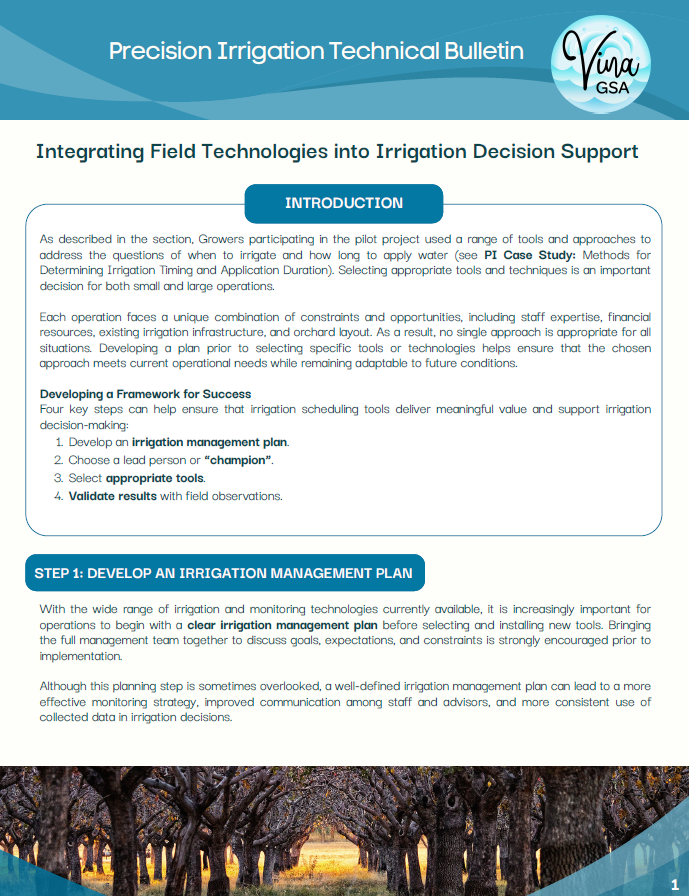 Precision Irrigation Technical Bulletin
Vina
GSA
Integrating Field Technologies into Irrigation Decision Support
INTRODUCTION
As described in the section, Growers participating in the pilot project used a range of tools and approaches to
address the questions of when to irrigate and how long to apply water (see PI Case Study: Methods for
Determining Irrigation Timing and Application Duration). Selecting appropriate tools and techniques is an important
decision for both small and large operations.
Each operation faces a unique combination of constraints and opportunities, including staff expertise, financial
resources, existing irrigation infrastructure, and orchard layout. As a result, no single approach is appropriate for all
situations. Developing a plan prior to selecting specific tools or technologies helps ensure that the chosen
approach meets current operational needs while remaining adaptable to future conditions.
Developing a Framework for Success
Four key steps can help ensure that irrigation scheduling tools deliver meaningful value and support irrigation
decision-making:
1. Develop an irrigation management plan.
2. Choose a lead person or “champion”.
3. Select appropriate tools.
4. Validate results with field observations.
STEP 1: DEVELOP AN IRRIGATION MANAGEMENT PLAN
With the wide range of irrigation and monitoring technologies currently available, it is increasingly important for
operations to begin with a clear irrigation management plan before selecting and installing new tools. Bringing
the full management team together to discuss goals, expectations, and constraints is strongly encouraged prior to
implementation.
Although this planning step is sometimes overlooked, a well-defined irrigation management plan can lead to a more
effective monitoring strategy, improved communication among staff and advisors, and more consistent use of
collected data in irrigation decisions.
1